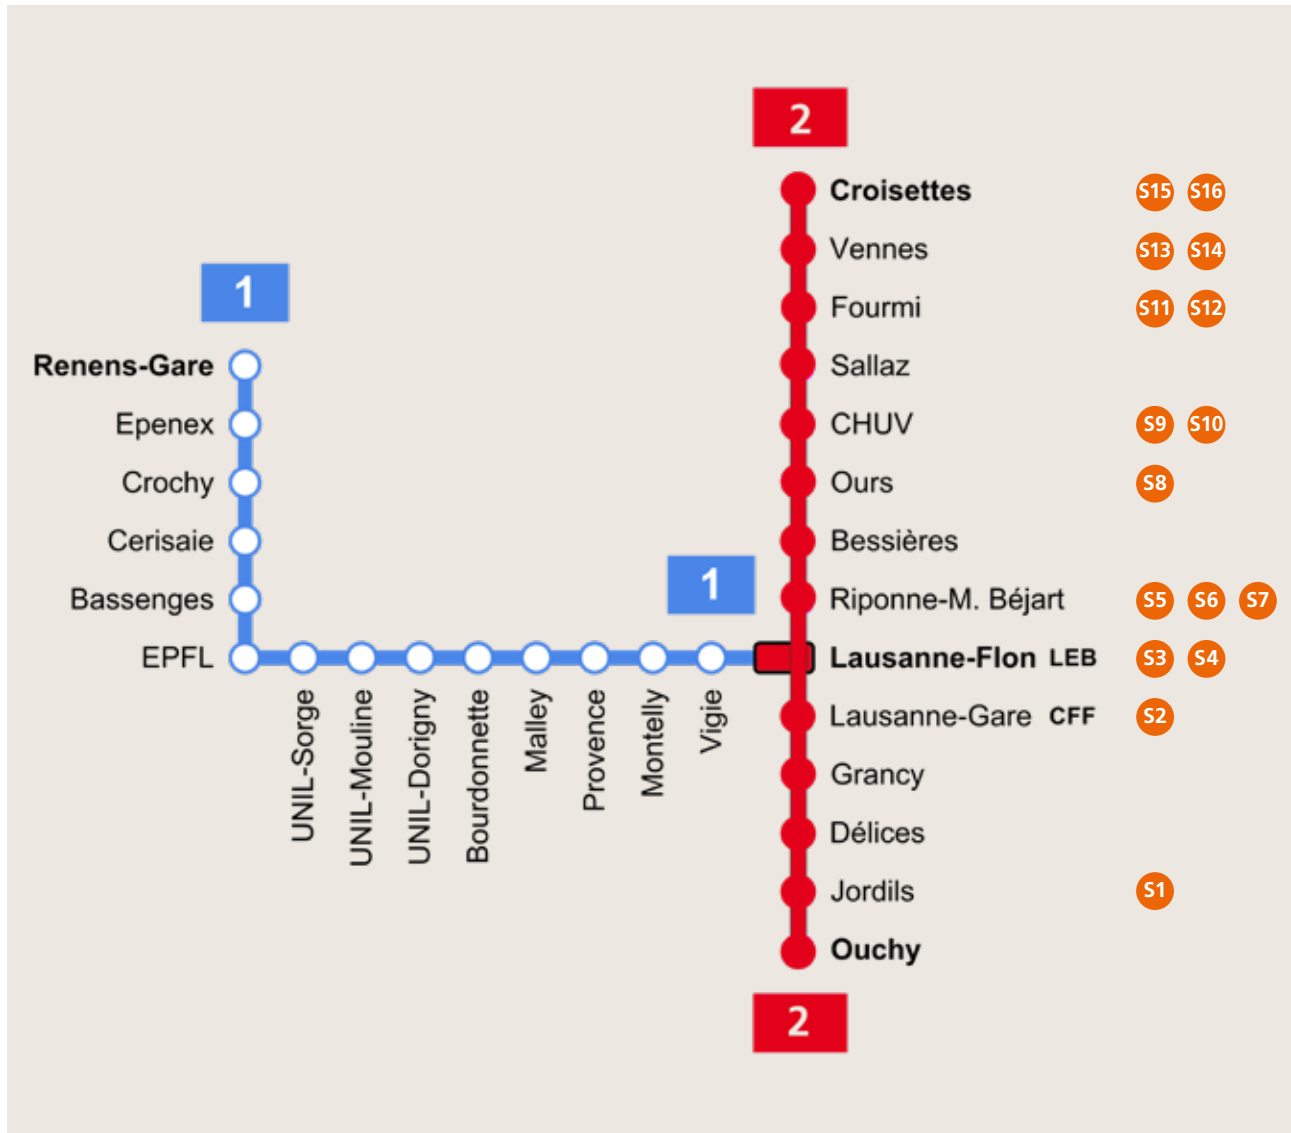 2
Croisettes S15 S16
Vennes S13 S14
1
Fourmi S11 S12
Renens-Gare
Sallaz
Epenex
CHUV S9 S10
Crochy
Ours S8
Cerisaie
Bessières
1
Bassenges
Riponne-M. Béjart S5 S6 S7
EPFL
Lausanne-Flon LEB S3 S4
UNIL-Sorge
UNIL-Mouline
UNIL-Dorigny
Bourdonnette
Malley
Provence
Montelly
Vigie
Lausanne-Gare CFF S2
Grancy
Délices
Jordils S1
Ouchy
2